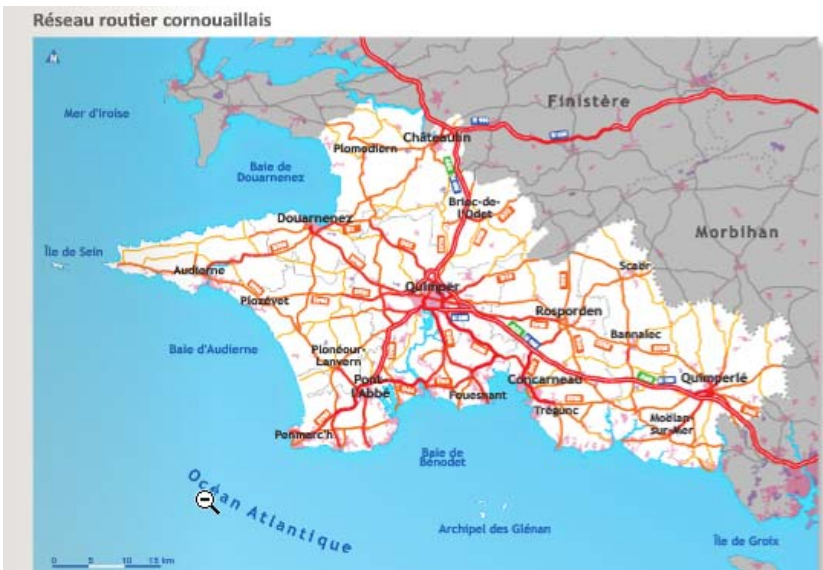 Réseau routier cornouaillais
N
Finistère
Mer d'Iroise
Châteaulin
Plomodiern
Baie de
Douarnenez
Briec-de-
l'Odet
Douarnenez
Morbihan
Île de Sein
Audierne
Scaër
Quimper
Plozévet
Rosporden
Bannalec
Baie d'Audierne
Plonéour-
Lanvern
Pont-
l'Abbé
Concarneau
Quimperlé
Fouesnant
Trégunc
Moëlan-
sur-Mer
Penmarc'h
Baie de
Bénodet
Océan Atlantique
Archipel des Glénan
Île de Groix
0 5 10 15 km